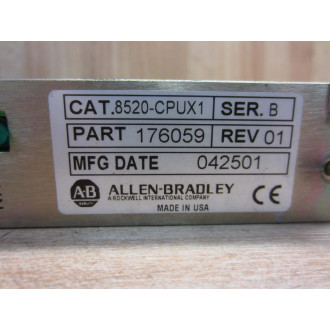 CAT.8520-CPUX1 SER. B
PART 176059 REV 01
MFG DATE 042501
AB ALLEN-BRADLEY
A ROCKWELL INTERNATIONAL COMPANY
MADE IN USA CE